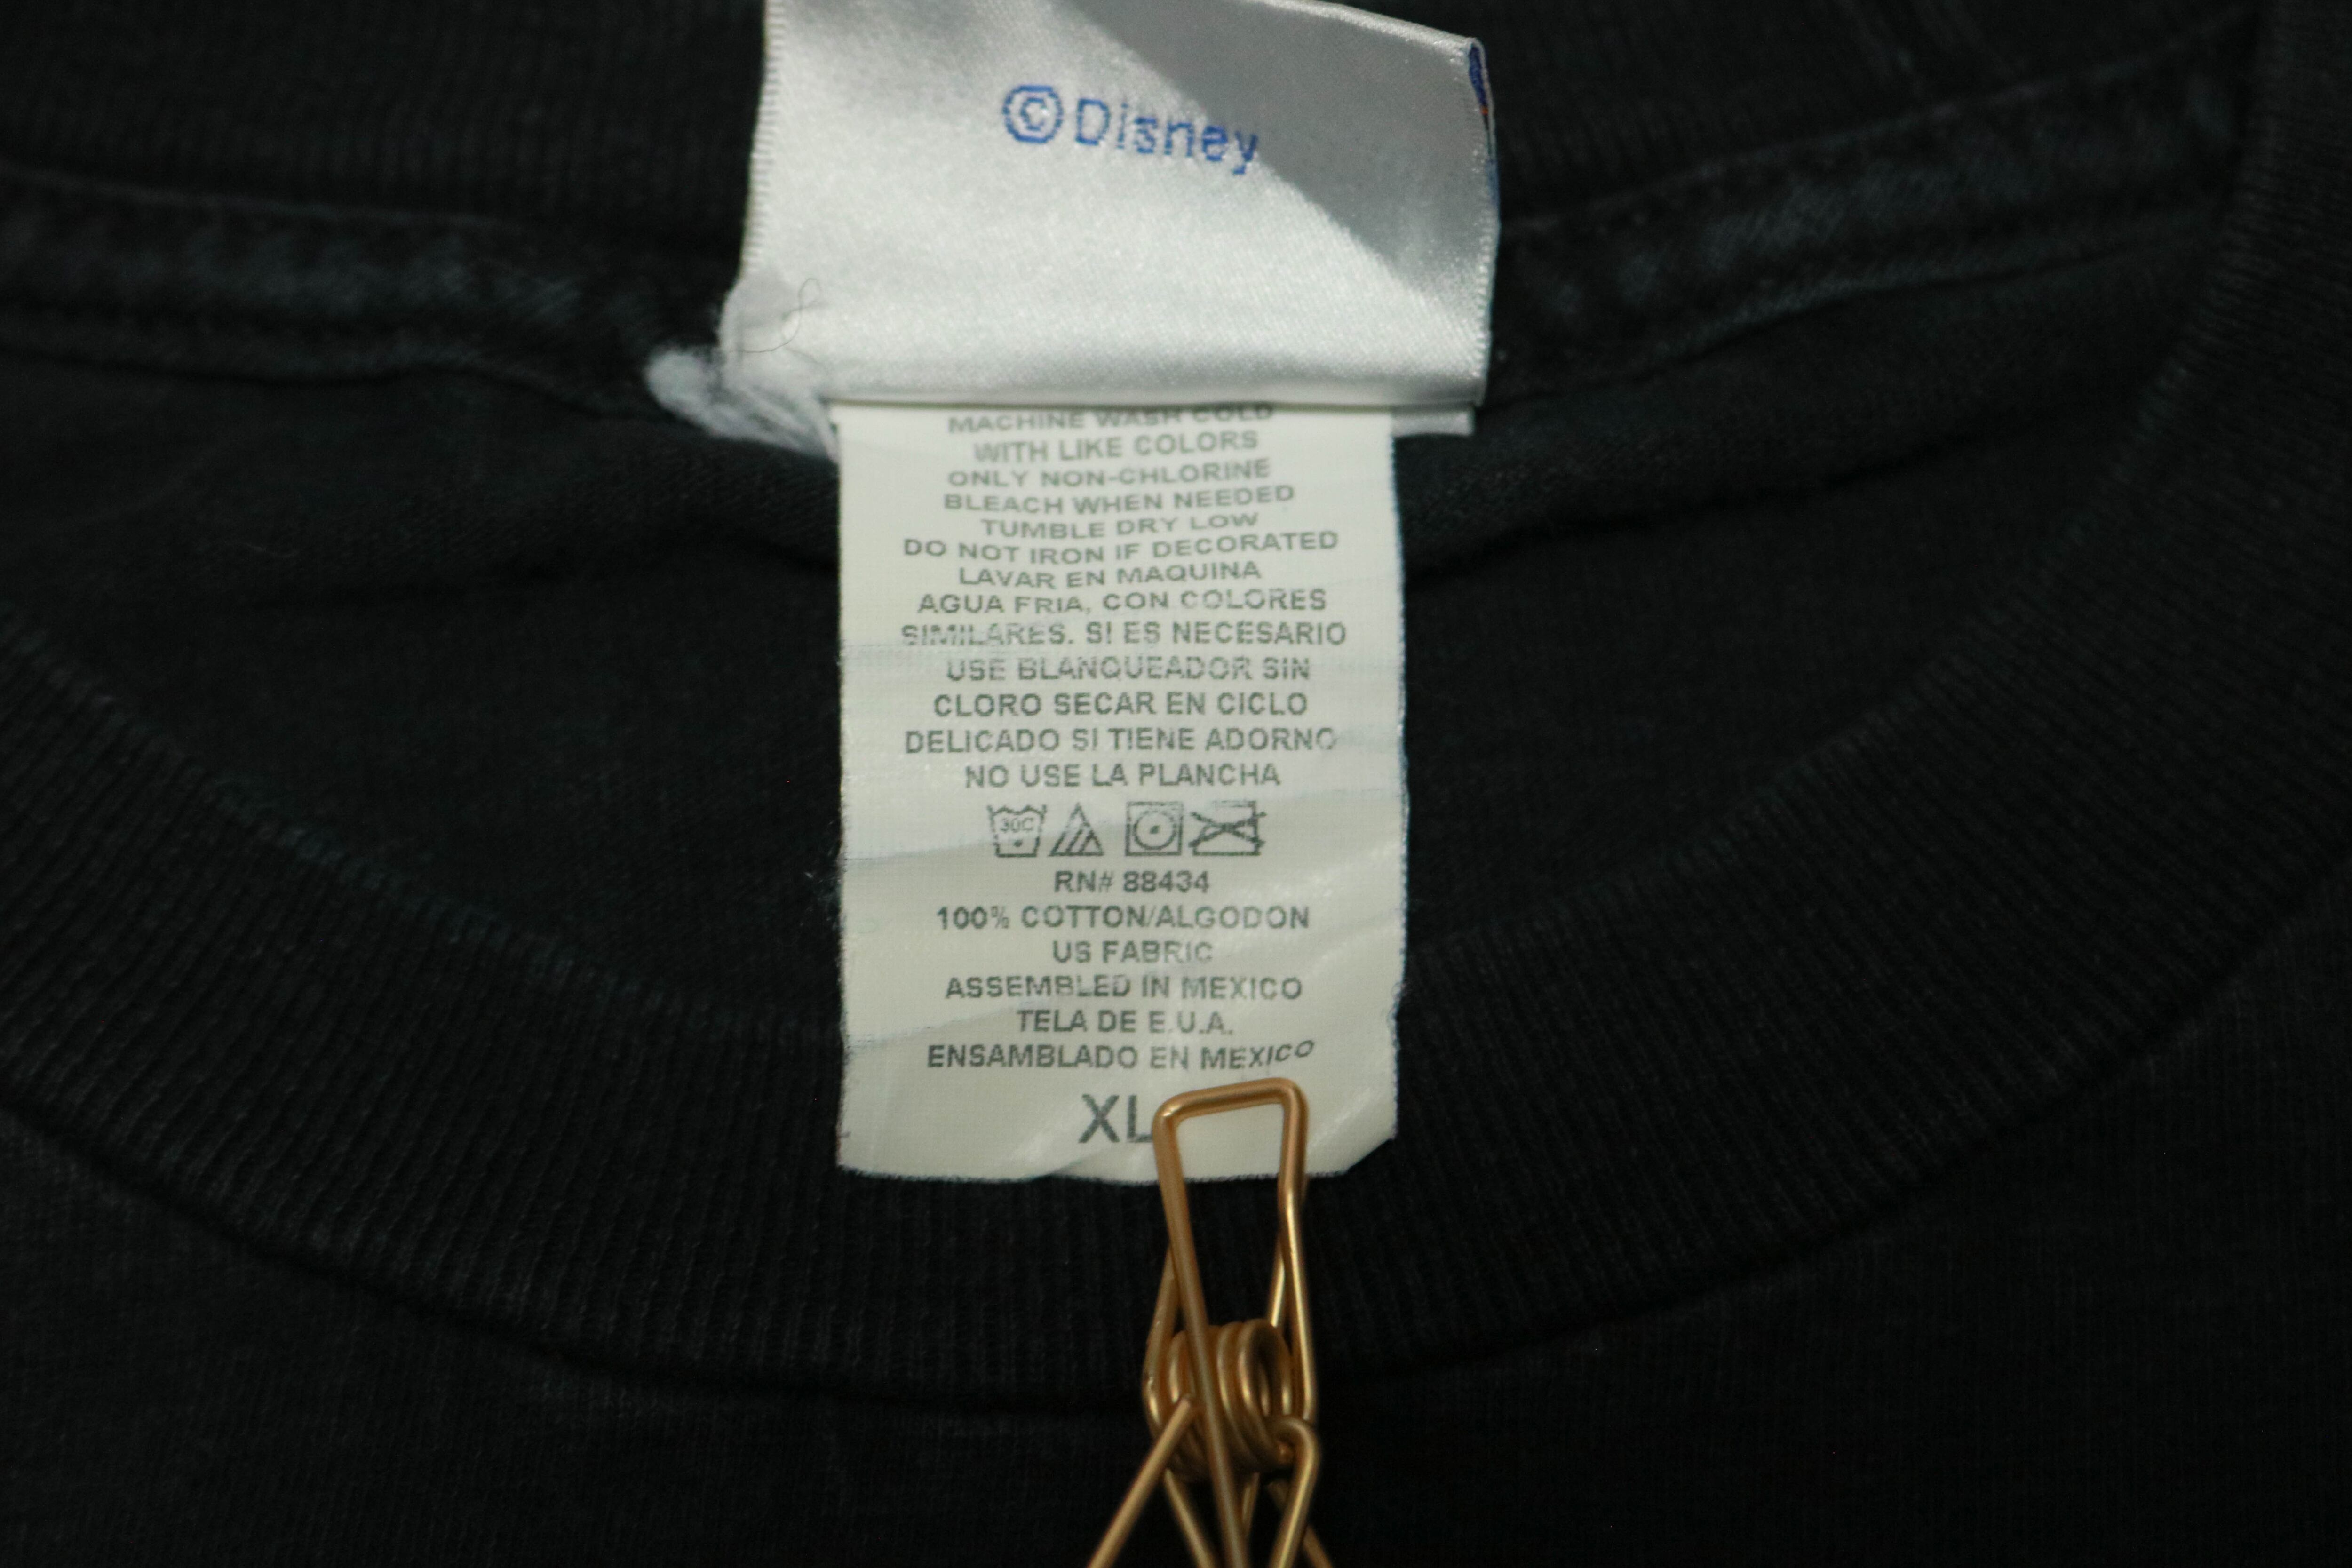 ©Disney
MACHINE WASH COLD
WITH LIKE COLORS
ONLY NON-CHLORINE
BLEACH WHEN NEEDED
TUMBLE DRY LOW
DO NOT IRON IF DECORATED
LAVAR EN MAQUINA
AGUA FRIA, CON COLORES
SIMILARES. SI ES NECESARIO
USE BLANQUEADOR SIN
CLORO SECAR EN CICLO
DELICADO SI TIENE ADORNO
NO USE LA PLANCHA
30C
RN# 88434
100% COTTON/ALGODON
US FABRIC
ASSEMBLED IN MEXICO
TELA DE E.U.A.
ENSAMBLADO EN MEXICO
XL